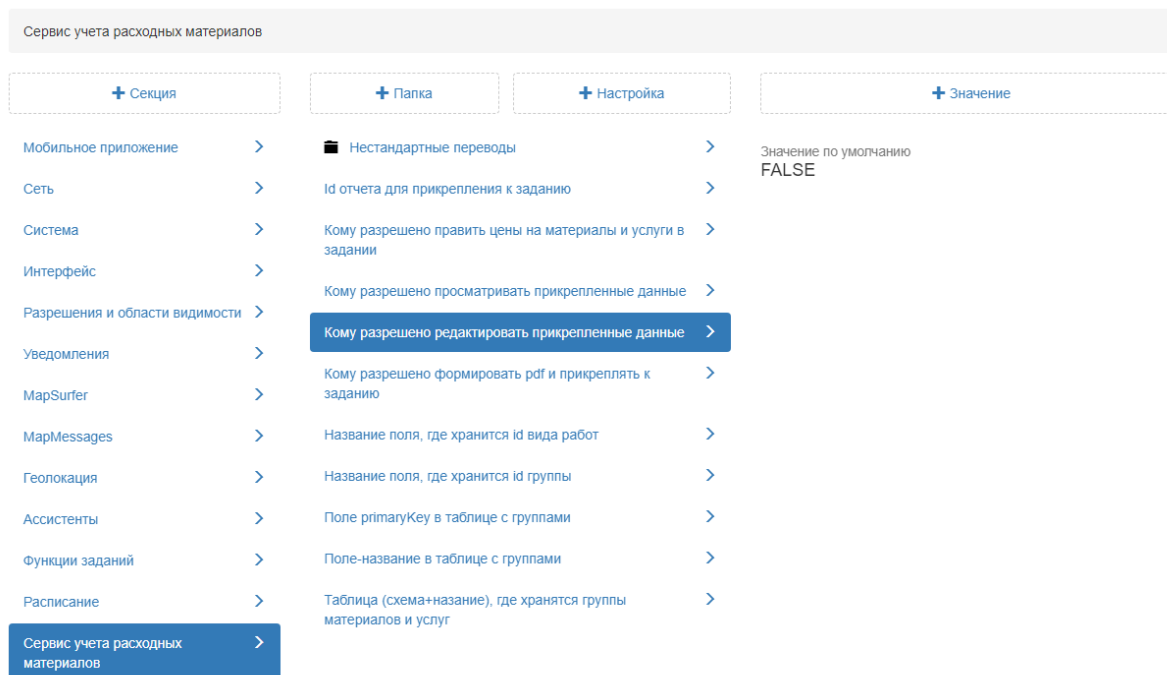 Сервис учета расходных материалов
+ Секция
+ Папка
+ Настройка
+ Значение
Мобильное приложение
Сеть
Система
Интерфейс
Разрешения и области видимости
Уведомления
MapSurfer
MapMessages
Геолокация
Ассистенты
Функции заданий
Расписание
Сервис учета расходных
материалов
Нестандартные переводы
Id отчета для прикрепления к заданию
Кому разрешено править цены на материалы и услуги в
задании
Кому разрешено просматривать прикрепленные данные
Кому разрешено редактировать прикрепленные данные
Кому разрешено формировать pdf и прикреплять к
заданию
Название поля, где хранится id вида работ
Название поля, где хранится id группы
Поле primaryKey в таблице с группами
Поле-название в таблице с группами
Таблица (схема+назание), где хранятся группы
материалов и услуг
Значение по умолчанию
FALSE